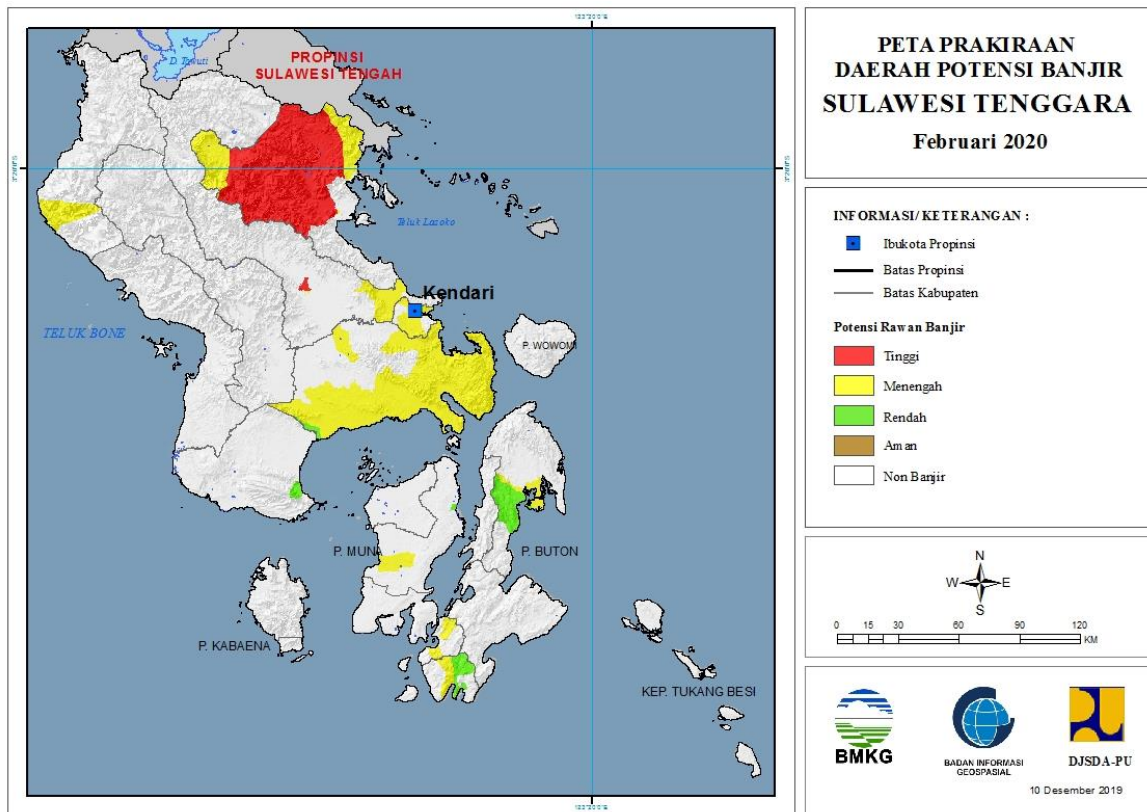 PETA PRAKIRAAN
DAERAH POTENSI BANJIR
SULAWESI TENGGARA
Februari 2020
INFORMASI/ KETERANGAN :
Ibukota Propinsi
Batas Propinsi
Batas Kabupaten
Potensi Rawan Banjir
Tinggi
Menengah
Rendah
Aman
Non Banjir
N
W E
S
0 15 30 60 90 120
KM
BMKG
BADAN INFORMASI
GEOSPASIAL
DJSDA-PU
10 Desember 2019
PROPINSI
SULAWESI TENGAH
Teluk Lasoko
Kendari
TELUK BONE
P. WOWONI
P. MUNA
P. BUTON
P. KABAENA
KEP. TUKANG BESI